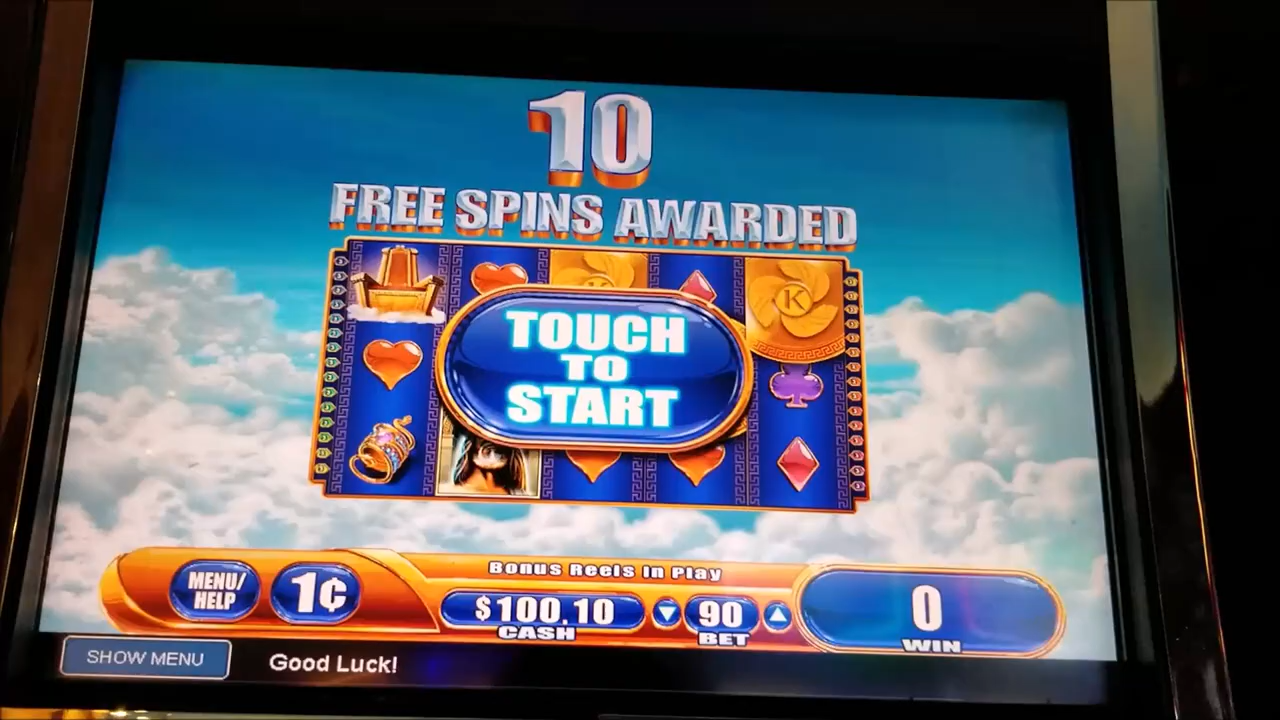 10
FREE SPINS AWARDED
K
TOUCH
TO
START
Bonus Reels In Play
MENU/
HELP
1¢
$100.10
CASH
90
BET
0
WIN
SHOW MENU
Good Luck!